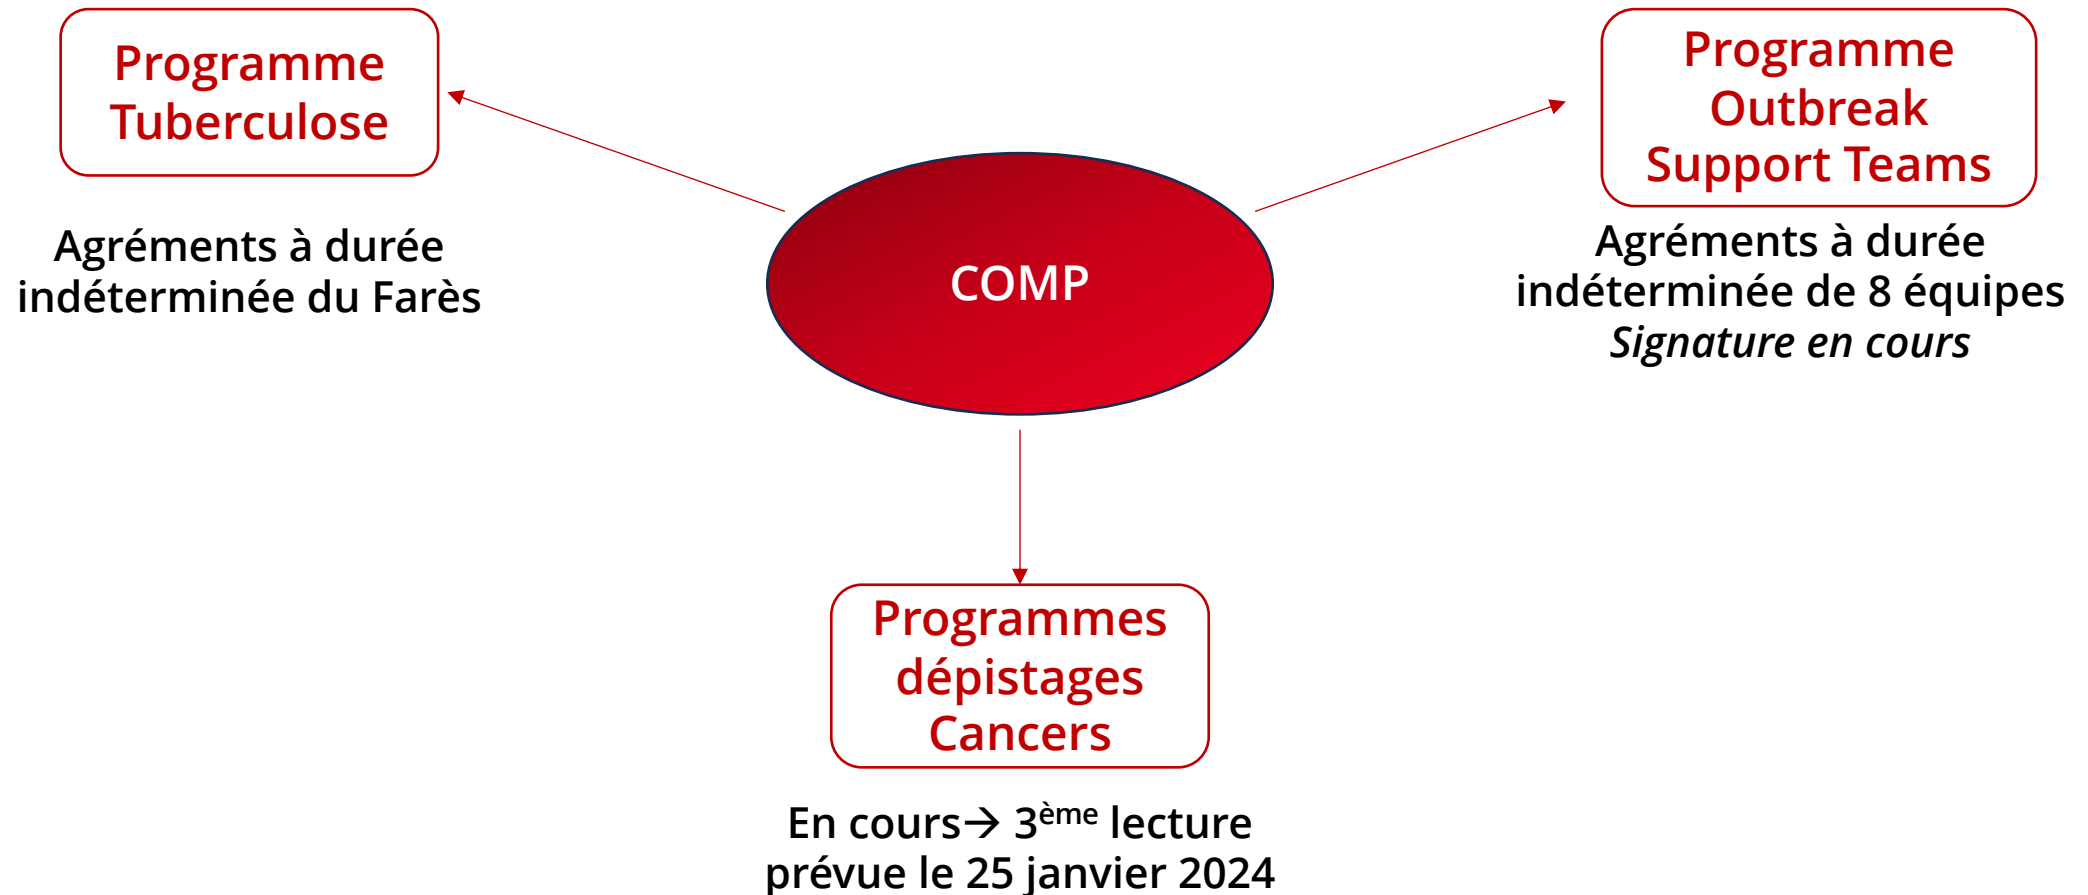 Programme
Tuberculose
Agréments à durée
indéterminée du Farès
Programme
Outbreak
Support Teams
Agréments à durée
indéterminée de 8 équipes
Signature en cours
COMP
Programmes
dépistages
Cancers
En cours→ 3ème lecture
prévue le 25 janvier 2024